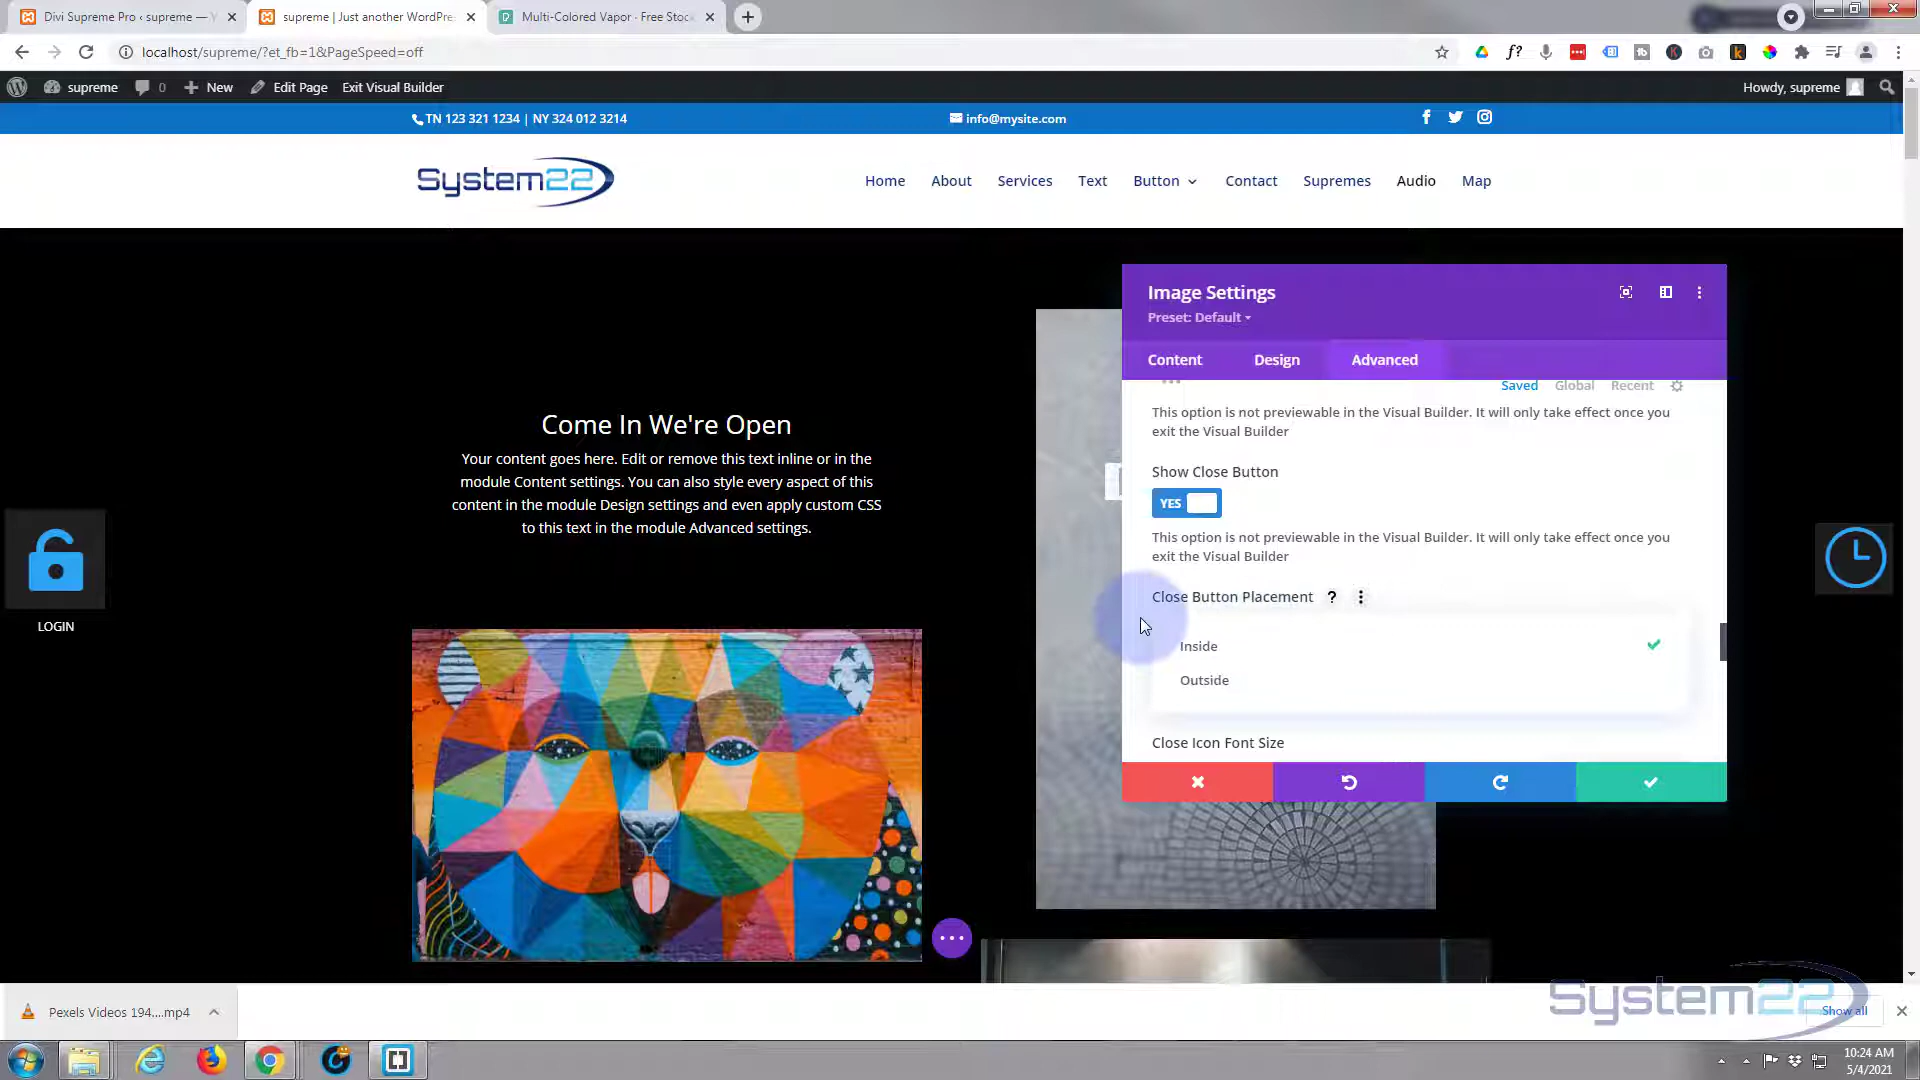 Divi Supreme Pro ‹ supreme —
supreme | Just another WordPre
Multi-Colored Vapor · Free Stoc
localhost/supreme/?et_fb=1&PageSpeed=off
supreme
0
New
Edit Page
Exit Visual Builder
Howdy, supreme
TN 123 321 1234 | NY 324 012 3214
info@mysite.com
System22
Home
About
Services
Text
Button
Contact
Supremes
Audio
Map
Image Settings
Preset: Default
Content
Design
Advanced
Saved
Global
Recent
This option is not previewable in the Visual Builder. It will only take effect once you
exit the Visual Builder
Show Close Button
YES
This option is not previewable in the Visual Builder. It will only take effect once you
exit the Visual Builder
Close Button Placement
Inside
Outside
Close Icon Font Size
Come In We're Open
Your content goes here. Edit or remove this text inline or in the
module Content settings. You can also style every aspect of this
content in the module Design settings and even apply custom CSS
to this text in the module Advanced settings.
LOGIN
Pexels Videos 194....mp4
System22
Show all
10:24 AM
5/4/2021